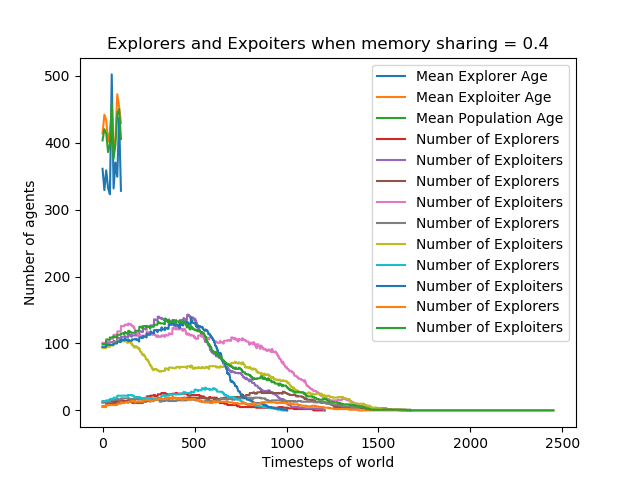 Explorers and Expoiters when memory sharing = 0.4
Mean Explorer Age
Mean Exploiter Age
Mean Population Age
Number of Explorers
Number of Exploiters
Number of Explorers
Number of Exploiters
Number of Explorers
Number of Exploiters
Number of Explorers
Number of Exploiters
Number of Explorers
Number of Exploiters
Number of agents
500
400
300
200
100
0
0 500 1000 1500 2000 2500
Timesteps of world